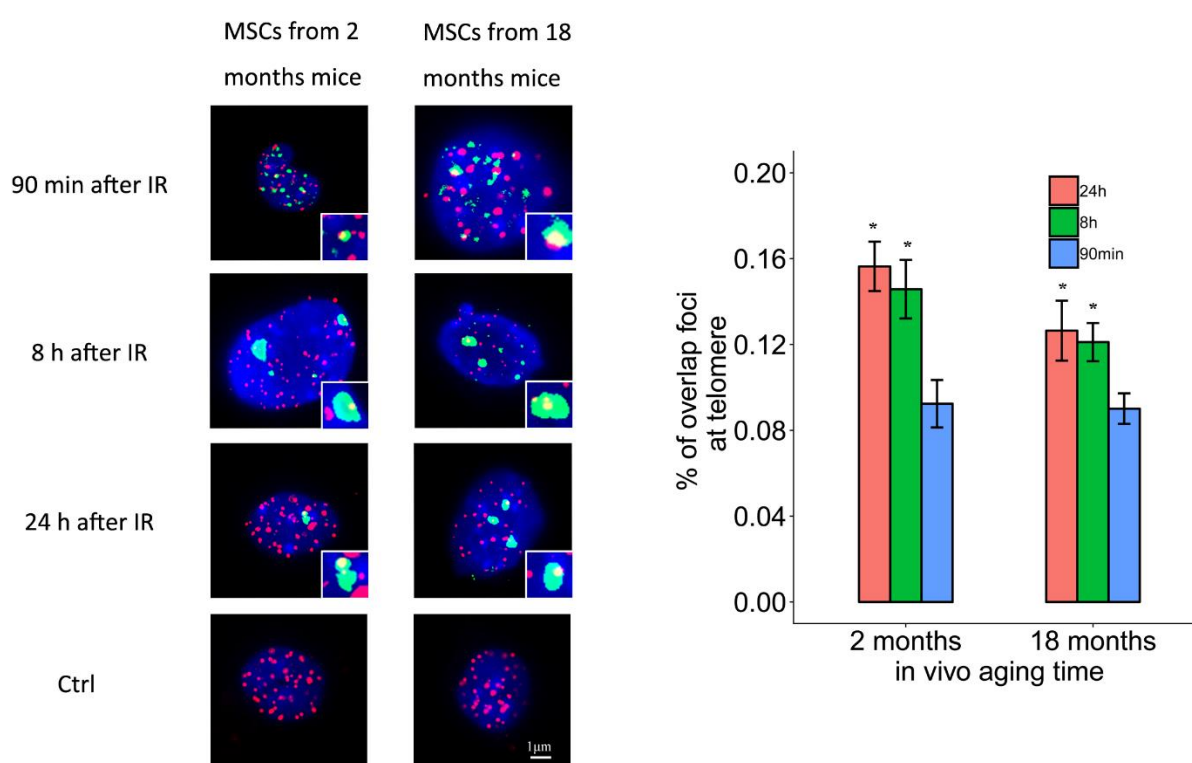 MSCs from 2
months mice
MSCs from 18
months mice
90 min after IR
8 h after IR
24 h after IR
Ctrl
1μm
% of overlap foci
at telomere
0.20
0.16
0.12
0.08
0.04
0.00
24h
8h
90min
*
*
*
*
2 months
18 months
in vivo aging time